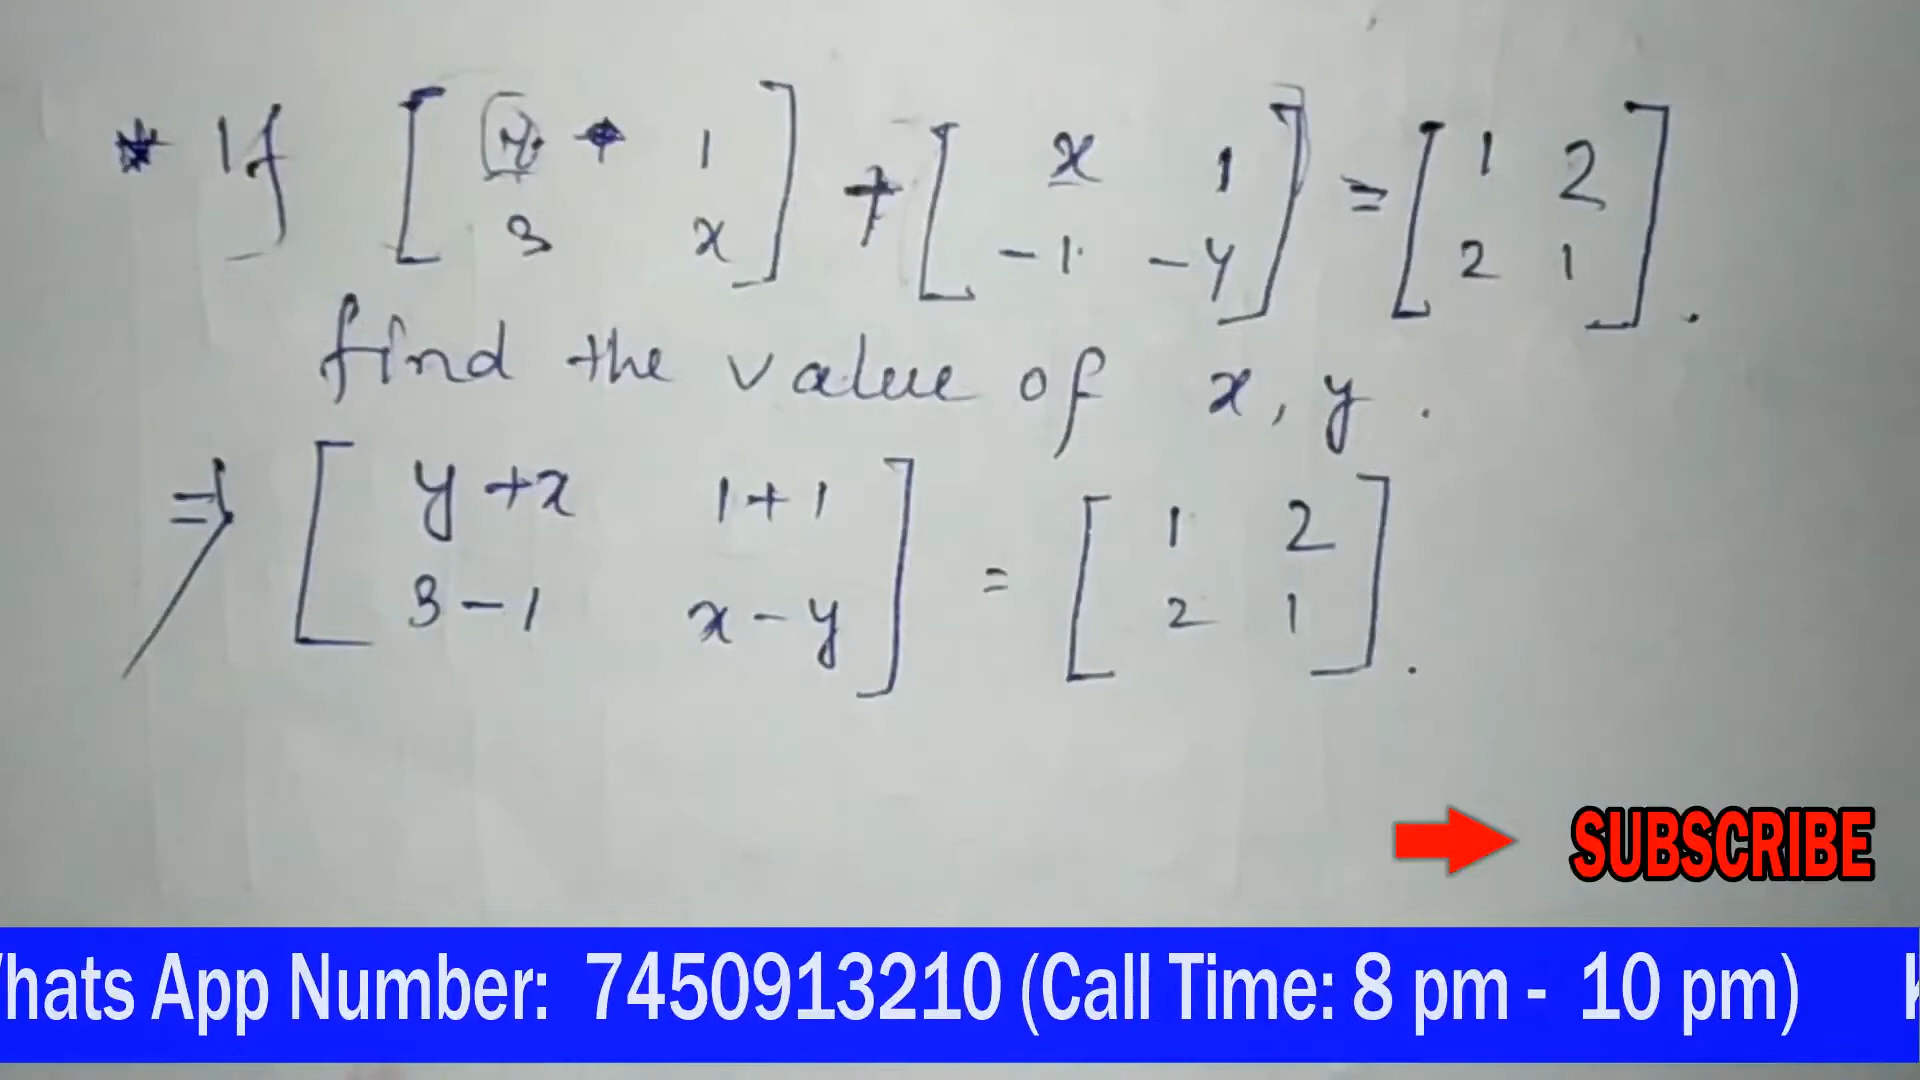 * If [ y 1 ] + [ x 1 ] = [ 1 2 ] .
[ 3 x ] [ -1 -y ] [ 2 1 ]
find the value of x, y .
⇒ [ y+x 1+1 ] = [ 1 2 ]
[ 3-1 x-y ] [ 2 1 ] .
SUBSCRIBE
hats App Number: 7450913210 (Call Time: 8 pm - 10 pm)